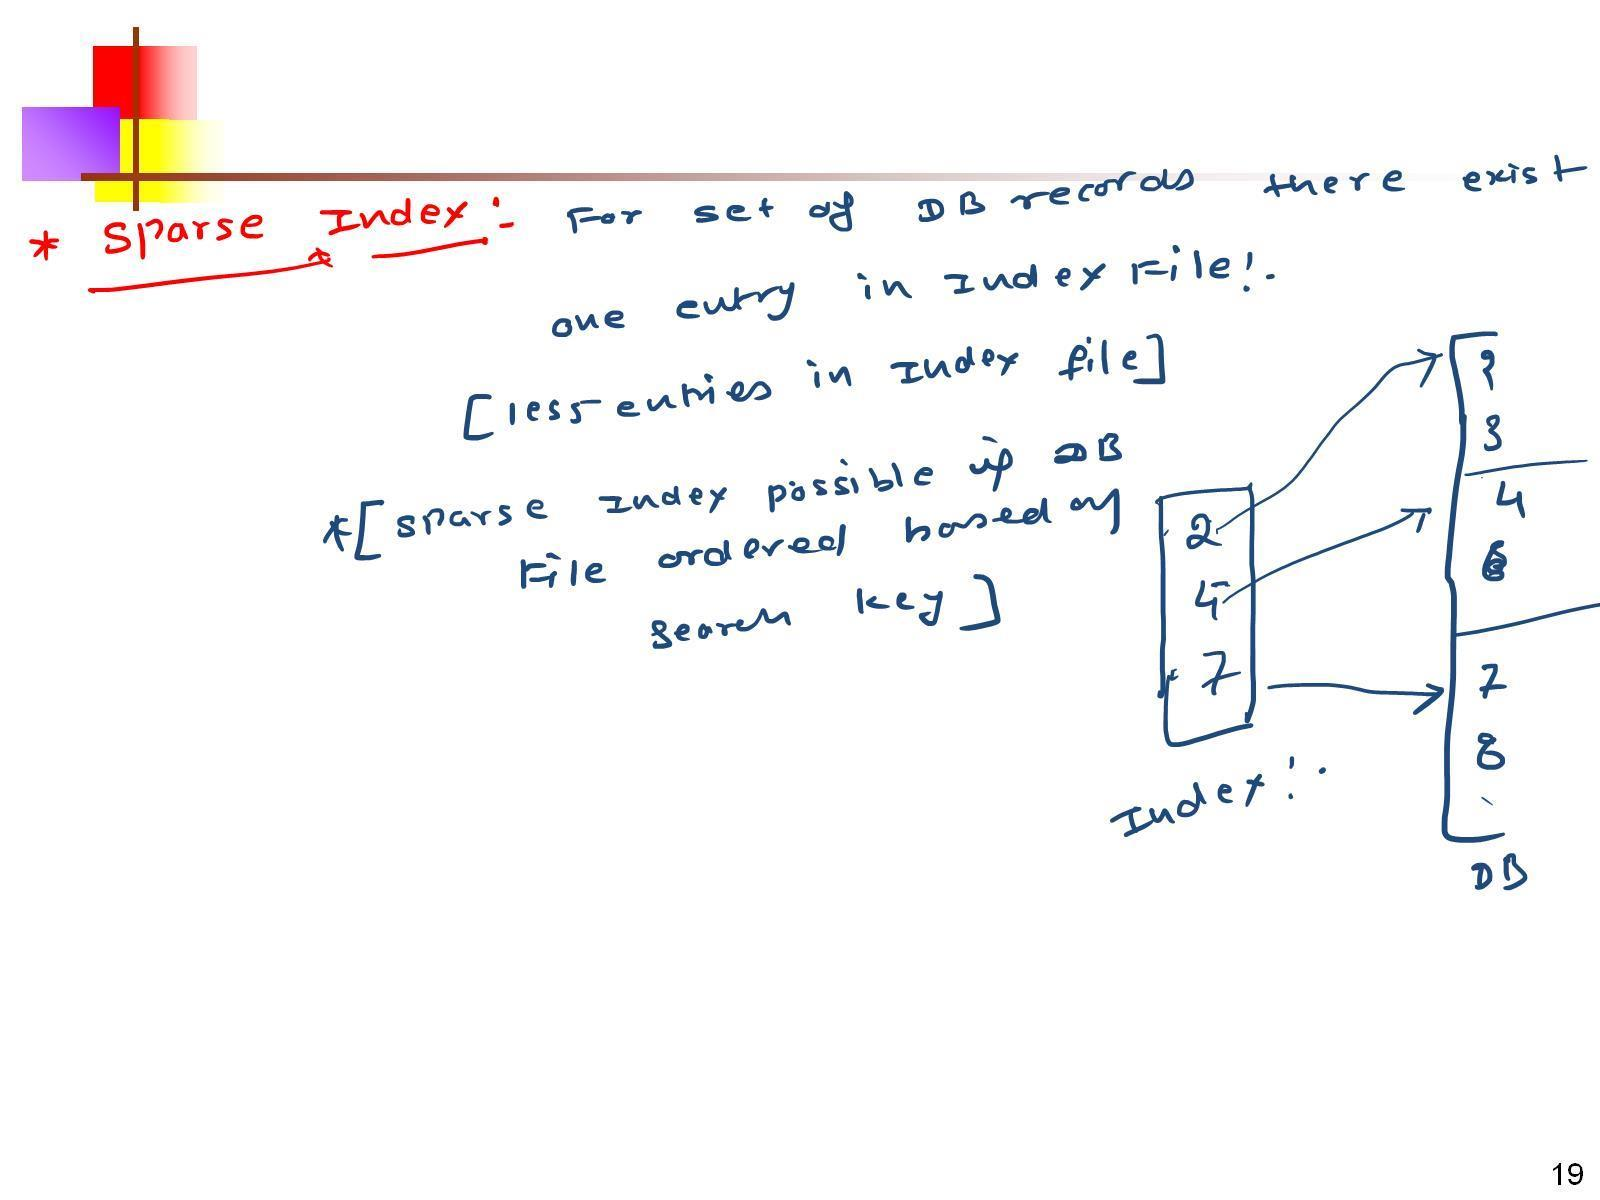 * Sparse Index:- For set of DB records there exist
one entry in Index File!.
[less entries in Index file]
*[Sparse Index possible if DB
File ordered based on
search key]
2
4
7
Index!.
3
4
7
8
DB
19